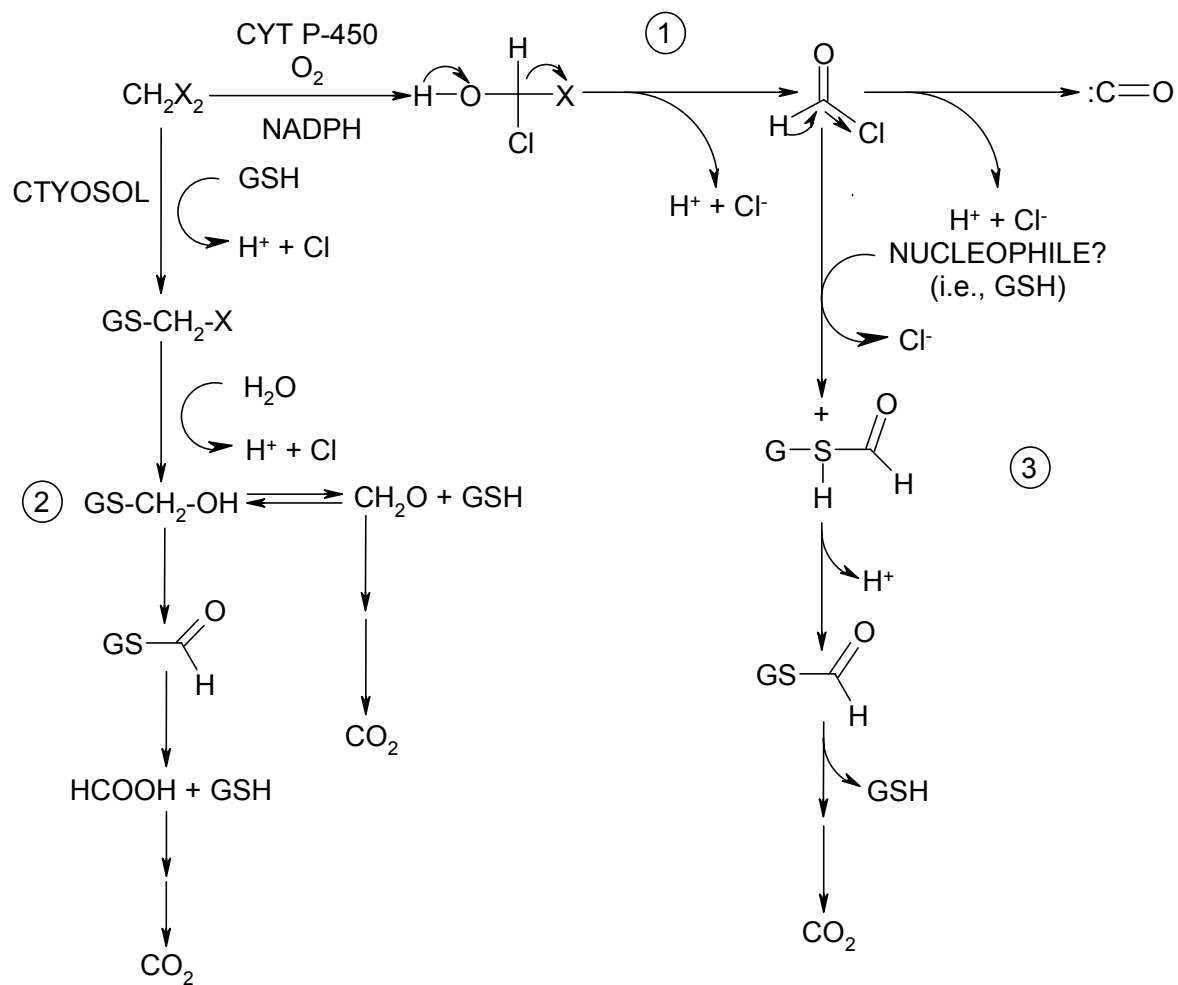 CYT P-450
O2
CH2X2
NADPH
H
H-O
X
Cl
1
O
H
Cl
:C=O
CTYOSOL
GSH
H+ + Cl
H+ + Cl-
H+ + Cl-
NUCLEOPHILE?
(i.e., GSH)
Cl-
GS-CH2-X
H2O
H+ + Cl
+
G-S
H
O
H
3
2
GS-CH2-OH
CH2O + GSH
H+
GS
O
H
GS
O
H
CO2
HCOOH + GSH
GSH
CO2
CO2